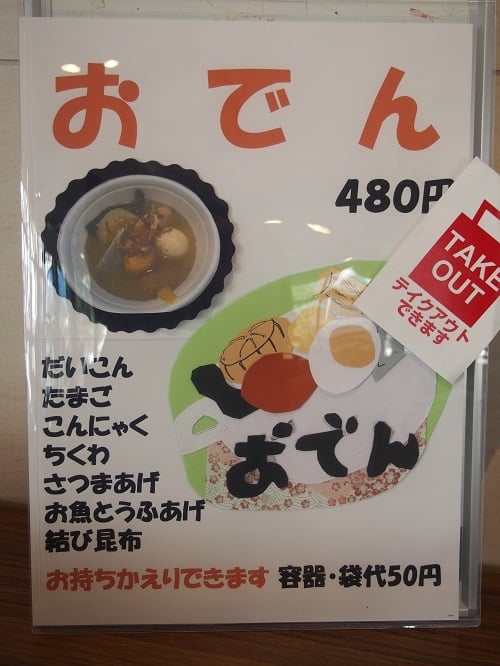 おでん
480円
TAKE
OUT
テイクアウト
できます
だいこん
たまご
こんにゃく
ちくわ
さつまあげ
お魚とうふあげ
結び昆布
おでん
お持ちかえりできます 容器・袋代50円